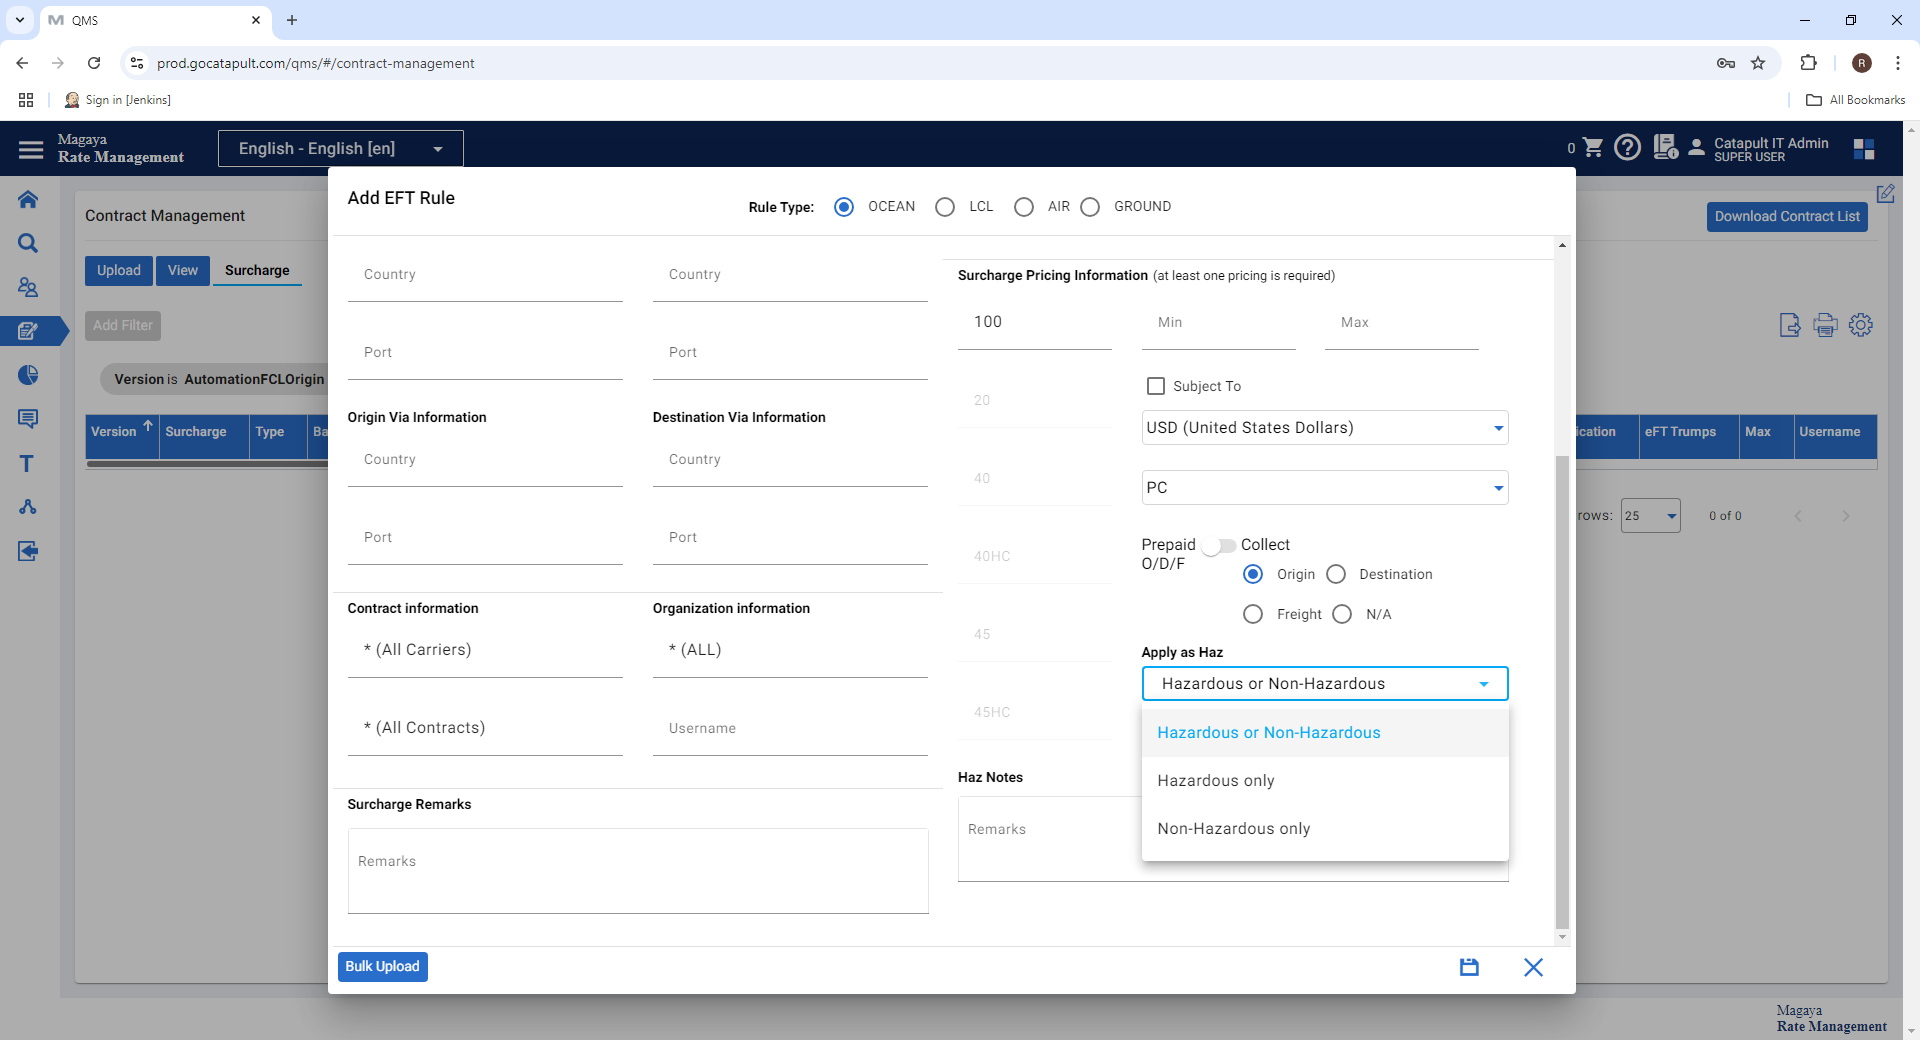 QMS
prod.gocatapult.com/qms/#/contract-management
R
Sign in [Jenkins]
All Bookmarks
Magaya
Rate Management
English - English [en]
0
Catapult IT Admin
SUPER USER
Contract Management
Download Contract List
Upload
View
Surcharge
Add Filter
Version is AutomationFCLOrigin
Version
Surcharge
Type
Ba
ication
eFT Trumps
Max
Username
rows:
25
0 of 0
Add EFT Rule
Rule Type:
OCEAN
LCL
AIR
GROUND
Country
Country
Port
Port
Origin Via Information
Destination Via Information
Country
Country
Port
Port
Contract information
Organization information
* (All Carriers)
* (ALL)
* (All Contracts)
Username
Surcharge Remarks
Remarks
Surcharge Pricing Information (at least one pricing is required)
100
Min
Max
20
Subject To
USD (United States Dollars)
40
PC
40HC
Prepaid
Collect
O/D/F
Origin
Destination
Freight
N/A
45
Apply as Haz
Hazardous or Non-Hazardous
45HC
Hazardous or Non-Hazardous
Hazardous only
Non-Hazardous only
Haz Notes
Remarks
Bulk Upload
Magaya
Rate Management